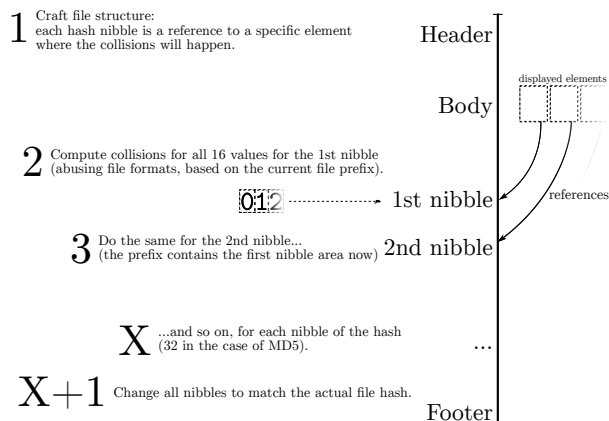 1 Craft file structure:
each hash nibble is a reference to a specific element
where the collisions will happen.
Header
displayed elements
Body
2 Compute collisions for all 16 values for the 1st nibble
(abusing file formats, based on the current file prefix).
012
1st nibble
references
3 Do the same for the 2nd nibble...
(the prefix contains the first nibble area now)
2nd nibble
X ...and so on, for each nibble of the hash
(32 in the case of MD5).
...
X+1 Change all nibbles to match the actual file hash.
Footer